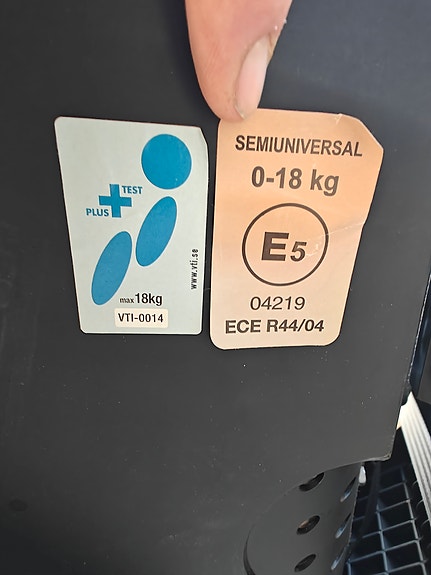 PLUS TEST
www.vti.se
max 18kg
VTI-0014
SEMIUNIVERSAL
0-18 kg
E5
04219
ECE R44/04